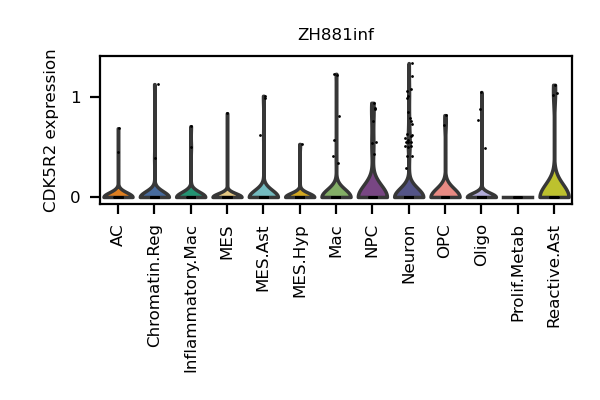 ZH881inf
CDK5R2 expression
1
0
AC
Chromatin.Reg
Inflammatory.Mac
MES
MES.Ast
MES.Hyp
Mac
NPC
Neuron
OPC
Oligo
Prolif.Metab
Reactive.Ast